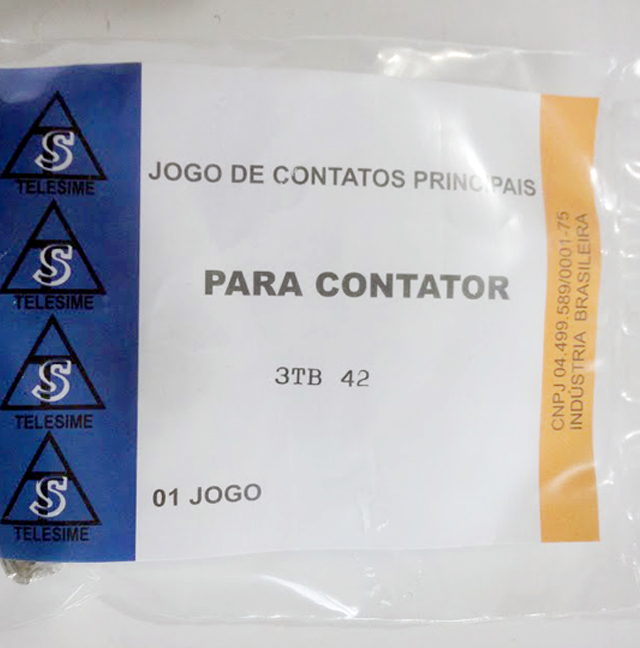 S
TELESIME
S
TELESIME
S
TELESIME
S
TELESIME
JOGO DE CONTATOS PRINCIPAIS
PARA CONTATOR
3TB 42
01 JOGO
CNPJ 04.499.589/0001-75
INDÚSTRIA BRASILEIRA